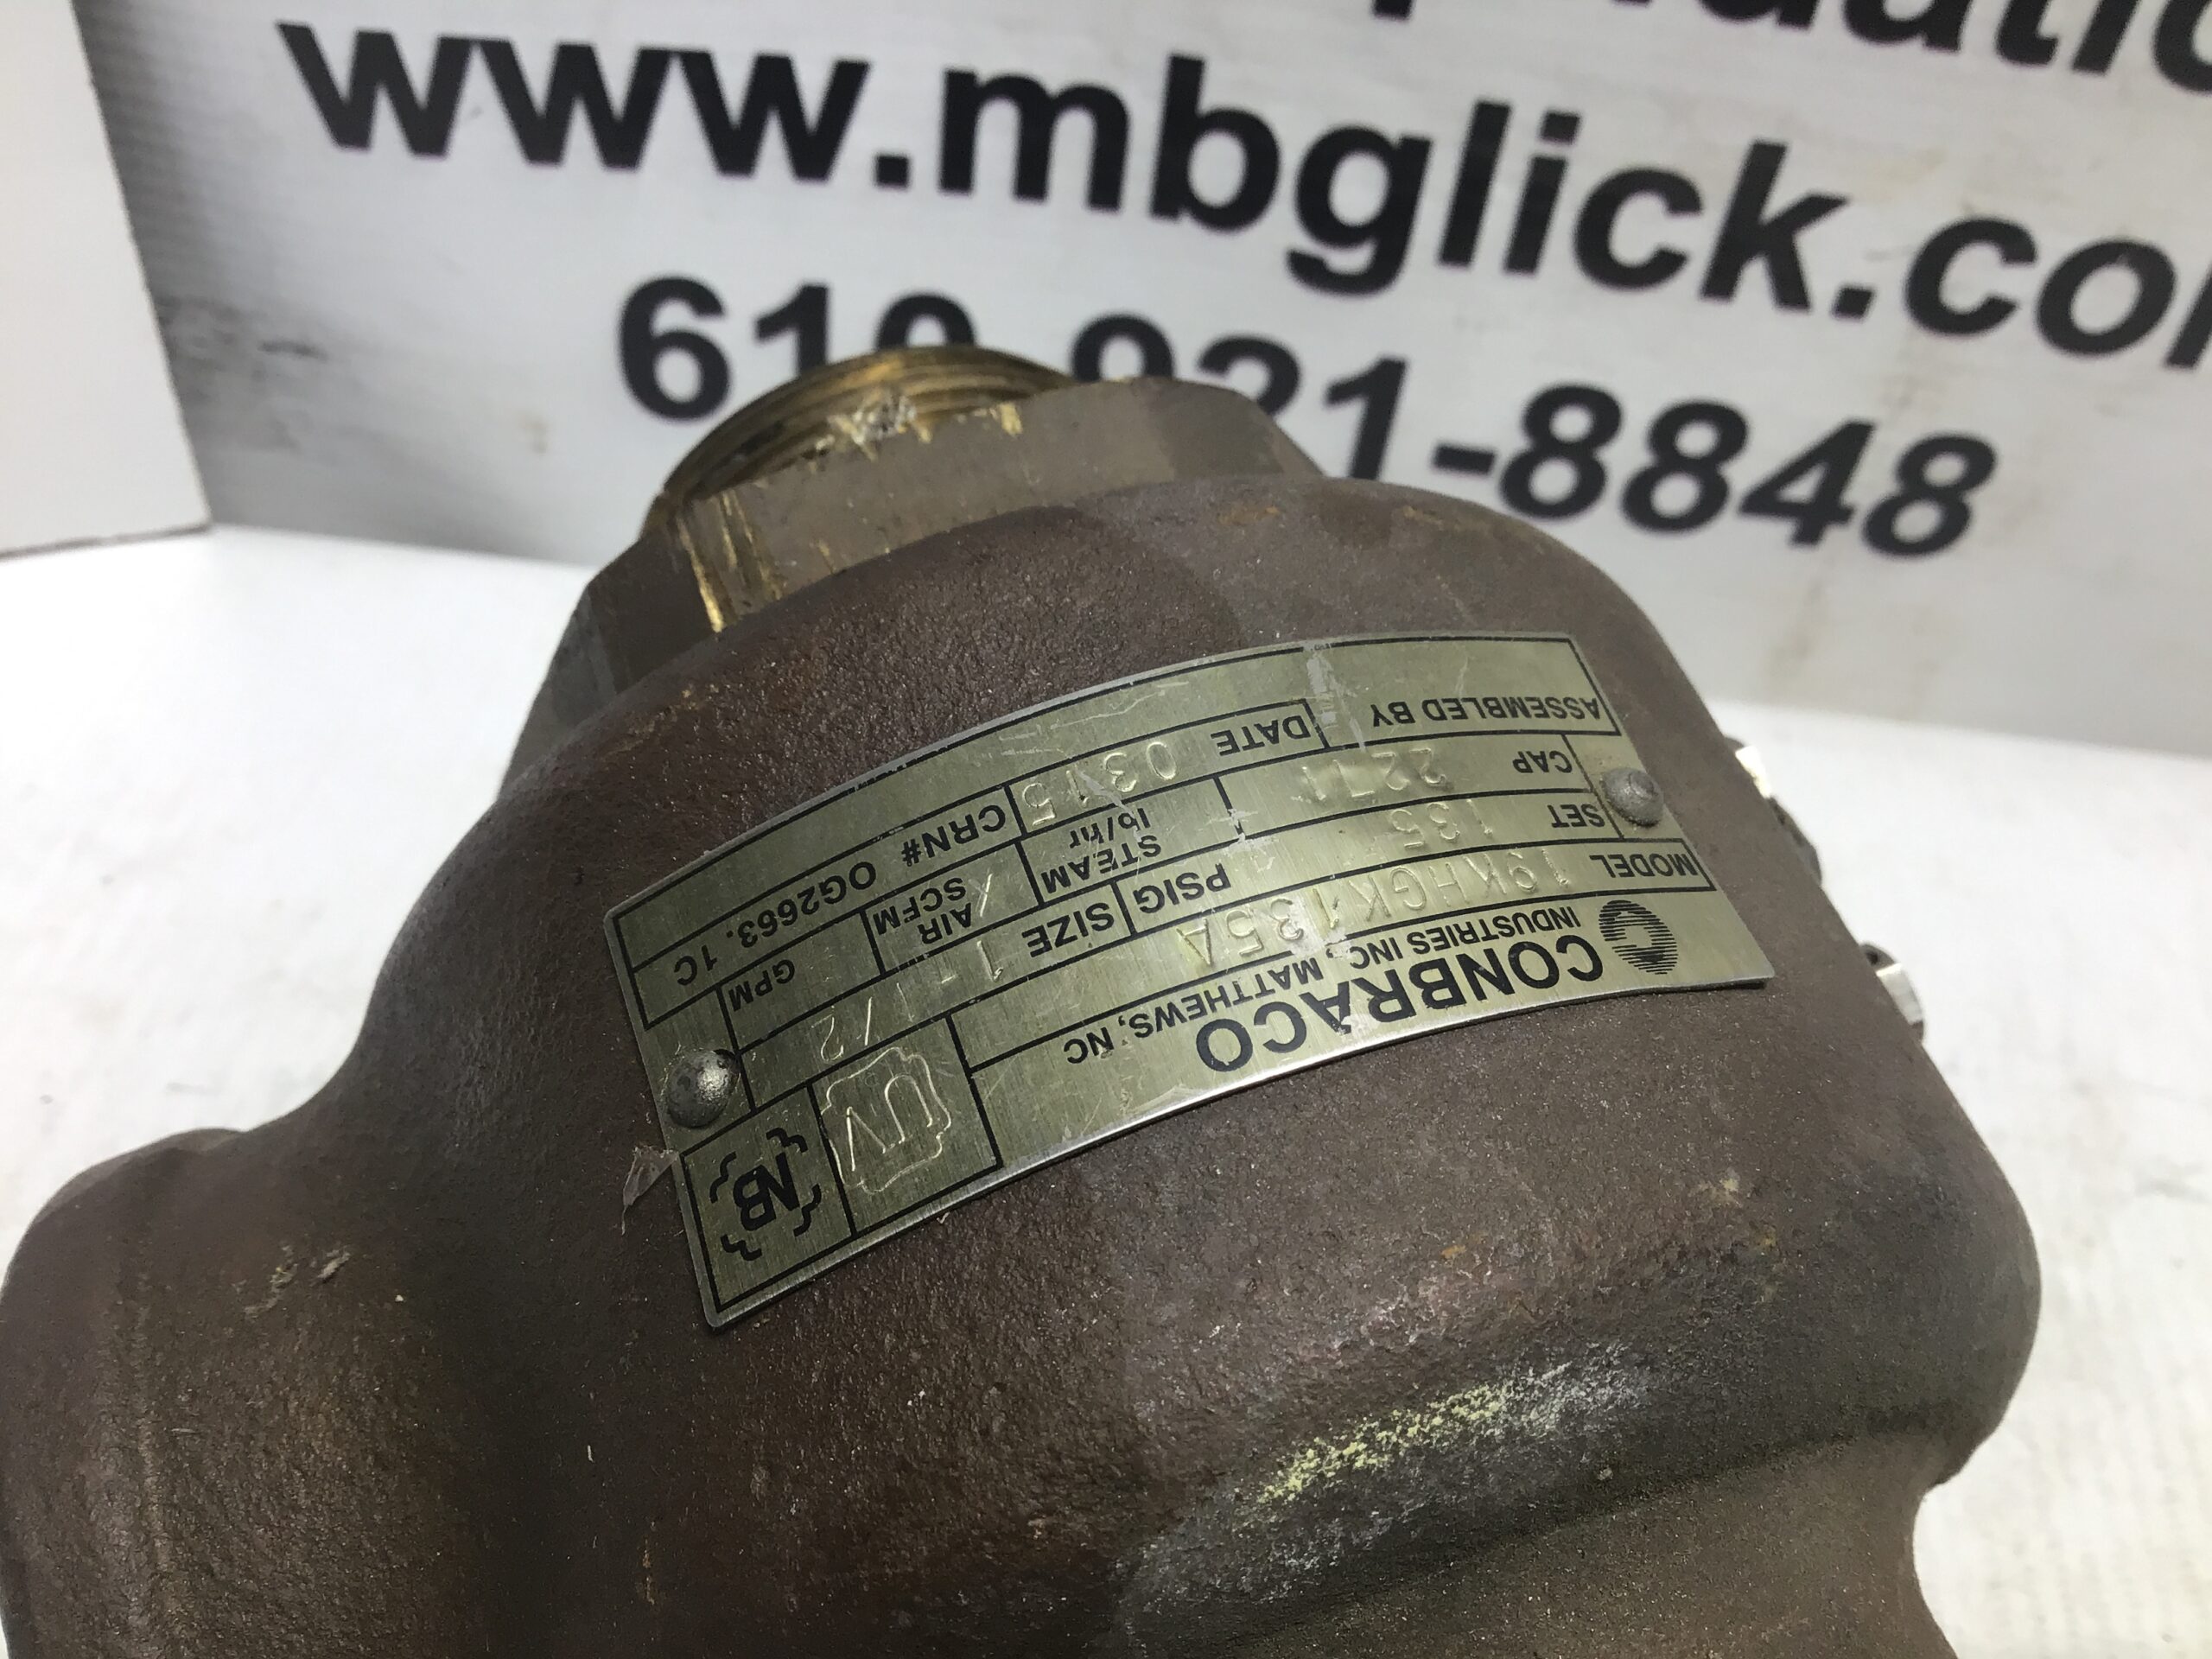 www.mbglick.co
610-921-8848
CONBRACO
INDUSTRIES INC, MATTHEWS, NC
UV
NB
MODEL 19KHGK135A
SET 135 PSIG SIZE 1-1/2
CAP 2271 STEAM lb/hr AIR SCFM GPM
DATE 0315 CRN# OG2663.1C
ASSEMBLED BY